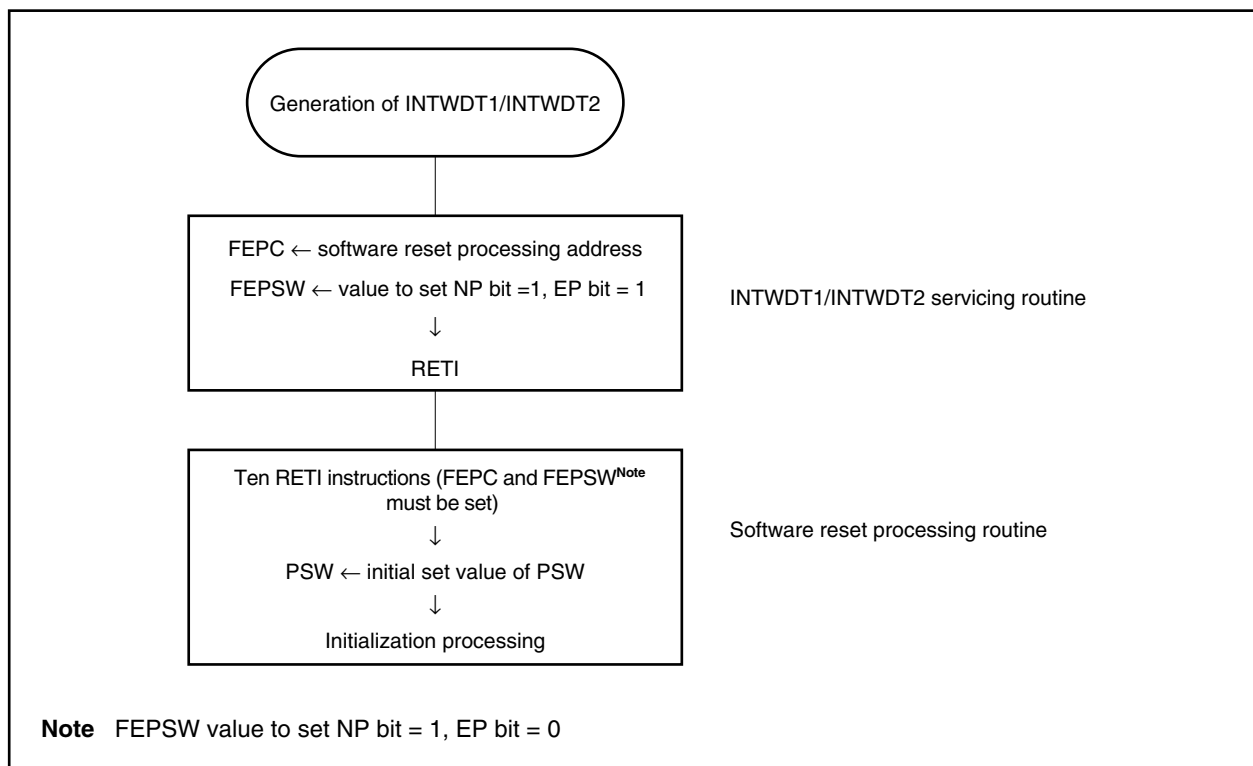 Generation of INTWDT1/INTWDT2
FEPC ← software reset processing address
FEPSW ← value to set NP bit =1, EP bit = 1
↓
RETI
INTWDT1/INTWDT2 servicing routine
Ten RETI instructions (FEPC and FEPSWNote
must be set)
↓
PSW ← initial set value of PSW
↓
Initialization processing
Software reset processing routine
Note FEPSW value to set NP bit = 1, EP bit = 0